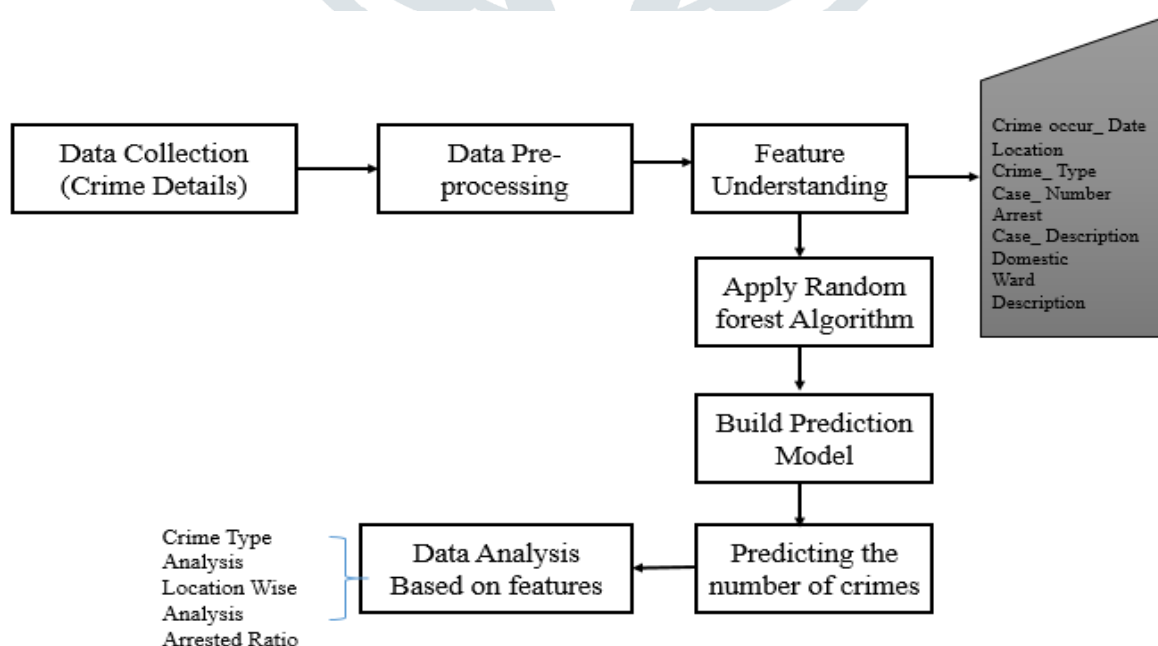 Data Collection
(Crime Details)
Data Pre-
processing
Feature
Understanding
Crime occur_ Date
Location
Crime_ Type
Case_ Number
Arrest
Case_ Description
Domestic
Ward
Description
Apply Random
forest Algorithm
Build Prediction
Model
Predicting the
number of crimes
Data Analysis
Based on features
Crime Type
Analysis
Location Wise
Analysis
Arrested Ratio